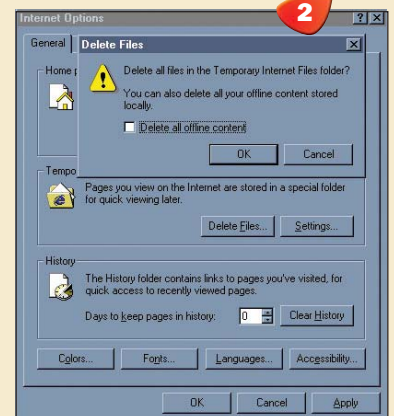 2
Internet Options
General
Delete Files
Home p
Delete all files in the Temporary Internet Files folder?
You can also delete all your offline content stored
locally.
Delete all offline content
OK Cancel
Tempo
Pages you view on the Internet are stored in a special folder
for quick viewing later.
Delete Files... Settings...
History
The History folder contains links to pages you've visited, for
quick access to recently viewed pages.
Days to keep pages in history: 0 Clear History
Colors... Fonts... Languages... Accessibility...
OK Cancel Apply